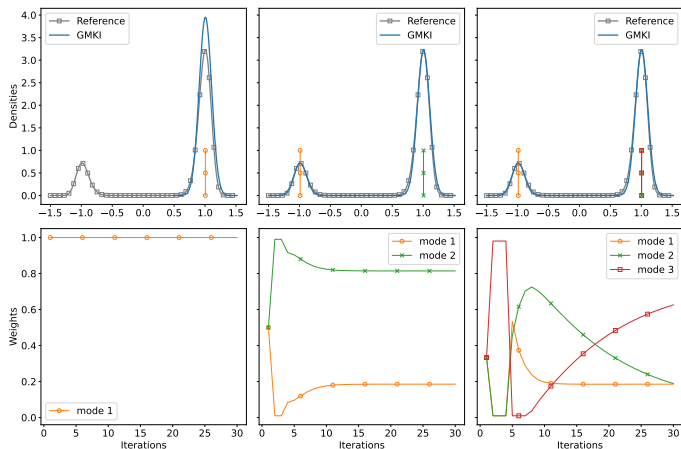 Densities
4.0
3.5
3.0
2.5
2.0
1.5
1.0
0.5
0.0
Reference
GMKI
−1.5 −1.0 −0.5 0.0 0.5 1.0 1.5
Reference
GMKI
−1.5 −1.0 −0.5 0.0 0.5 1.0 1.5
Reference
GMKI
−1.5 −1.0 −0.5 0.0 0.5 1.0 1.5
Weights
1.0
0.8
0.6
0.4
0.2
0.0
mode 1
0 5 10 15 20 25 30
Iterations
mode 1
mode 2
0 5 10 15 20 25 30
Iterations
mode 1
mode 2
mode 3
0 5 10 15 20 25 30
Iterations